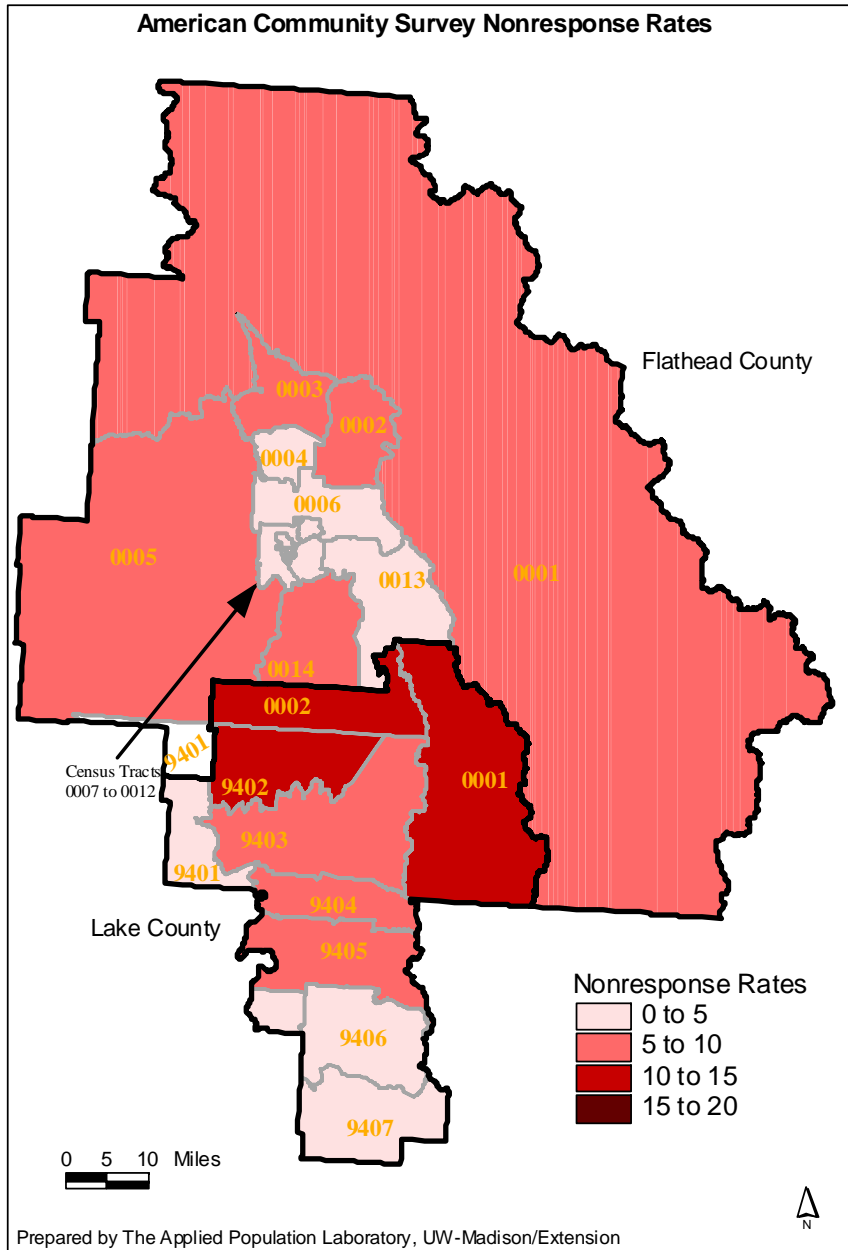 American Community Survey Nonresponse Rates
Flathead County
0003
0002
0004
0006
0005
0001
0013
0014
0002
9401
Census Tracts
0007 to 0012
9402
0001
9403
9401
9404
Lake County
9405
Nonresponse Rates
0 to 5
5 to 10
10 to 15
15 to 20
9406
9407
0 5 10 Miles
N
Prepared by The Applied Population Laboratory, UW-Madison/Extension